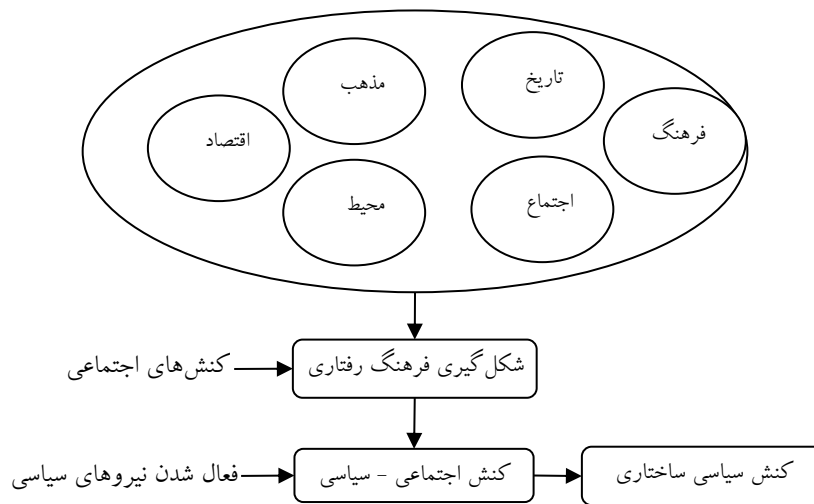 تاریخ
مذهب
فرهنگ
اقتصاد
اجتماع
محیط
شکل‌گیری فرهنگ رفتاری
کنش‌های اجتماعی
کنش سیاسی ساختاری
کنش اجتماعی - سیاسی
فعال شدن نیروهای سیاسی